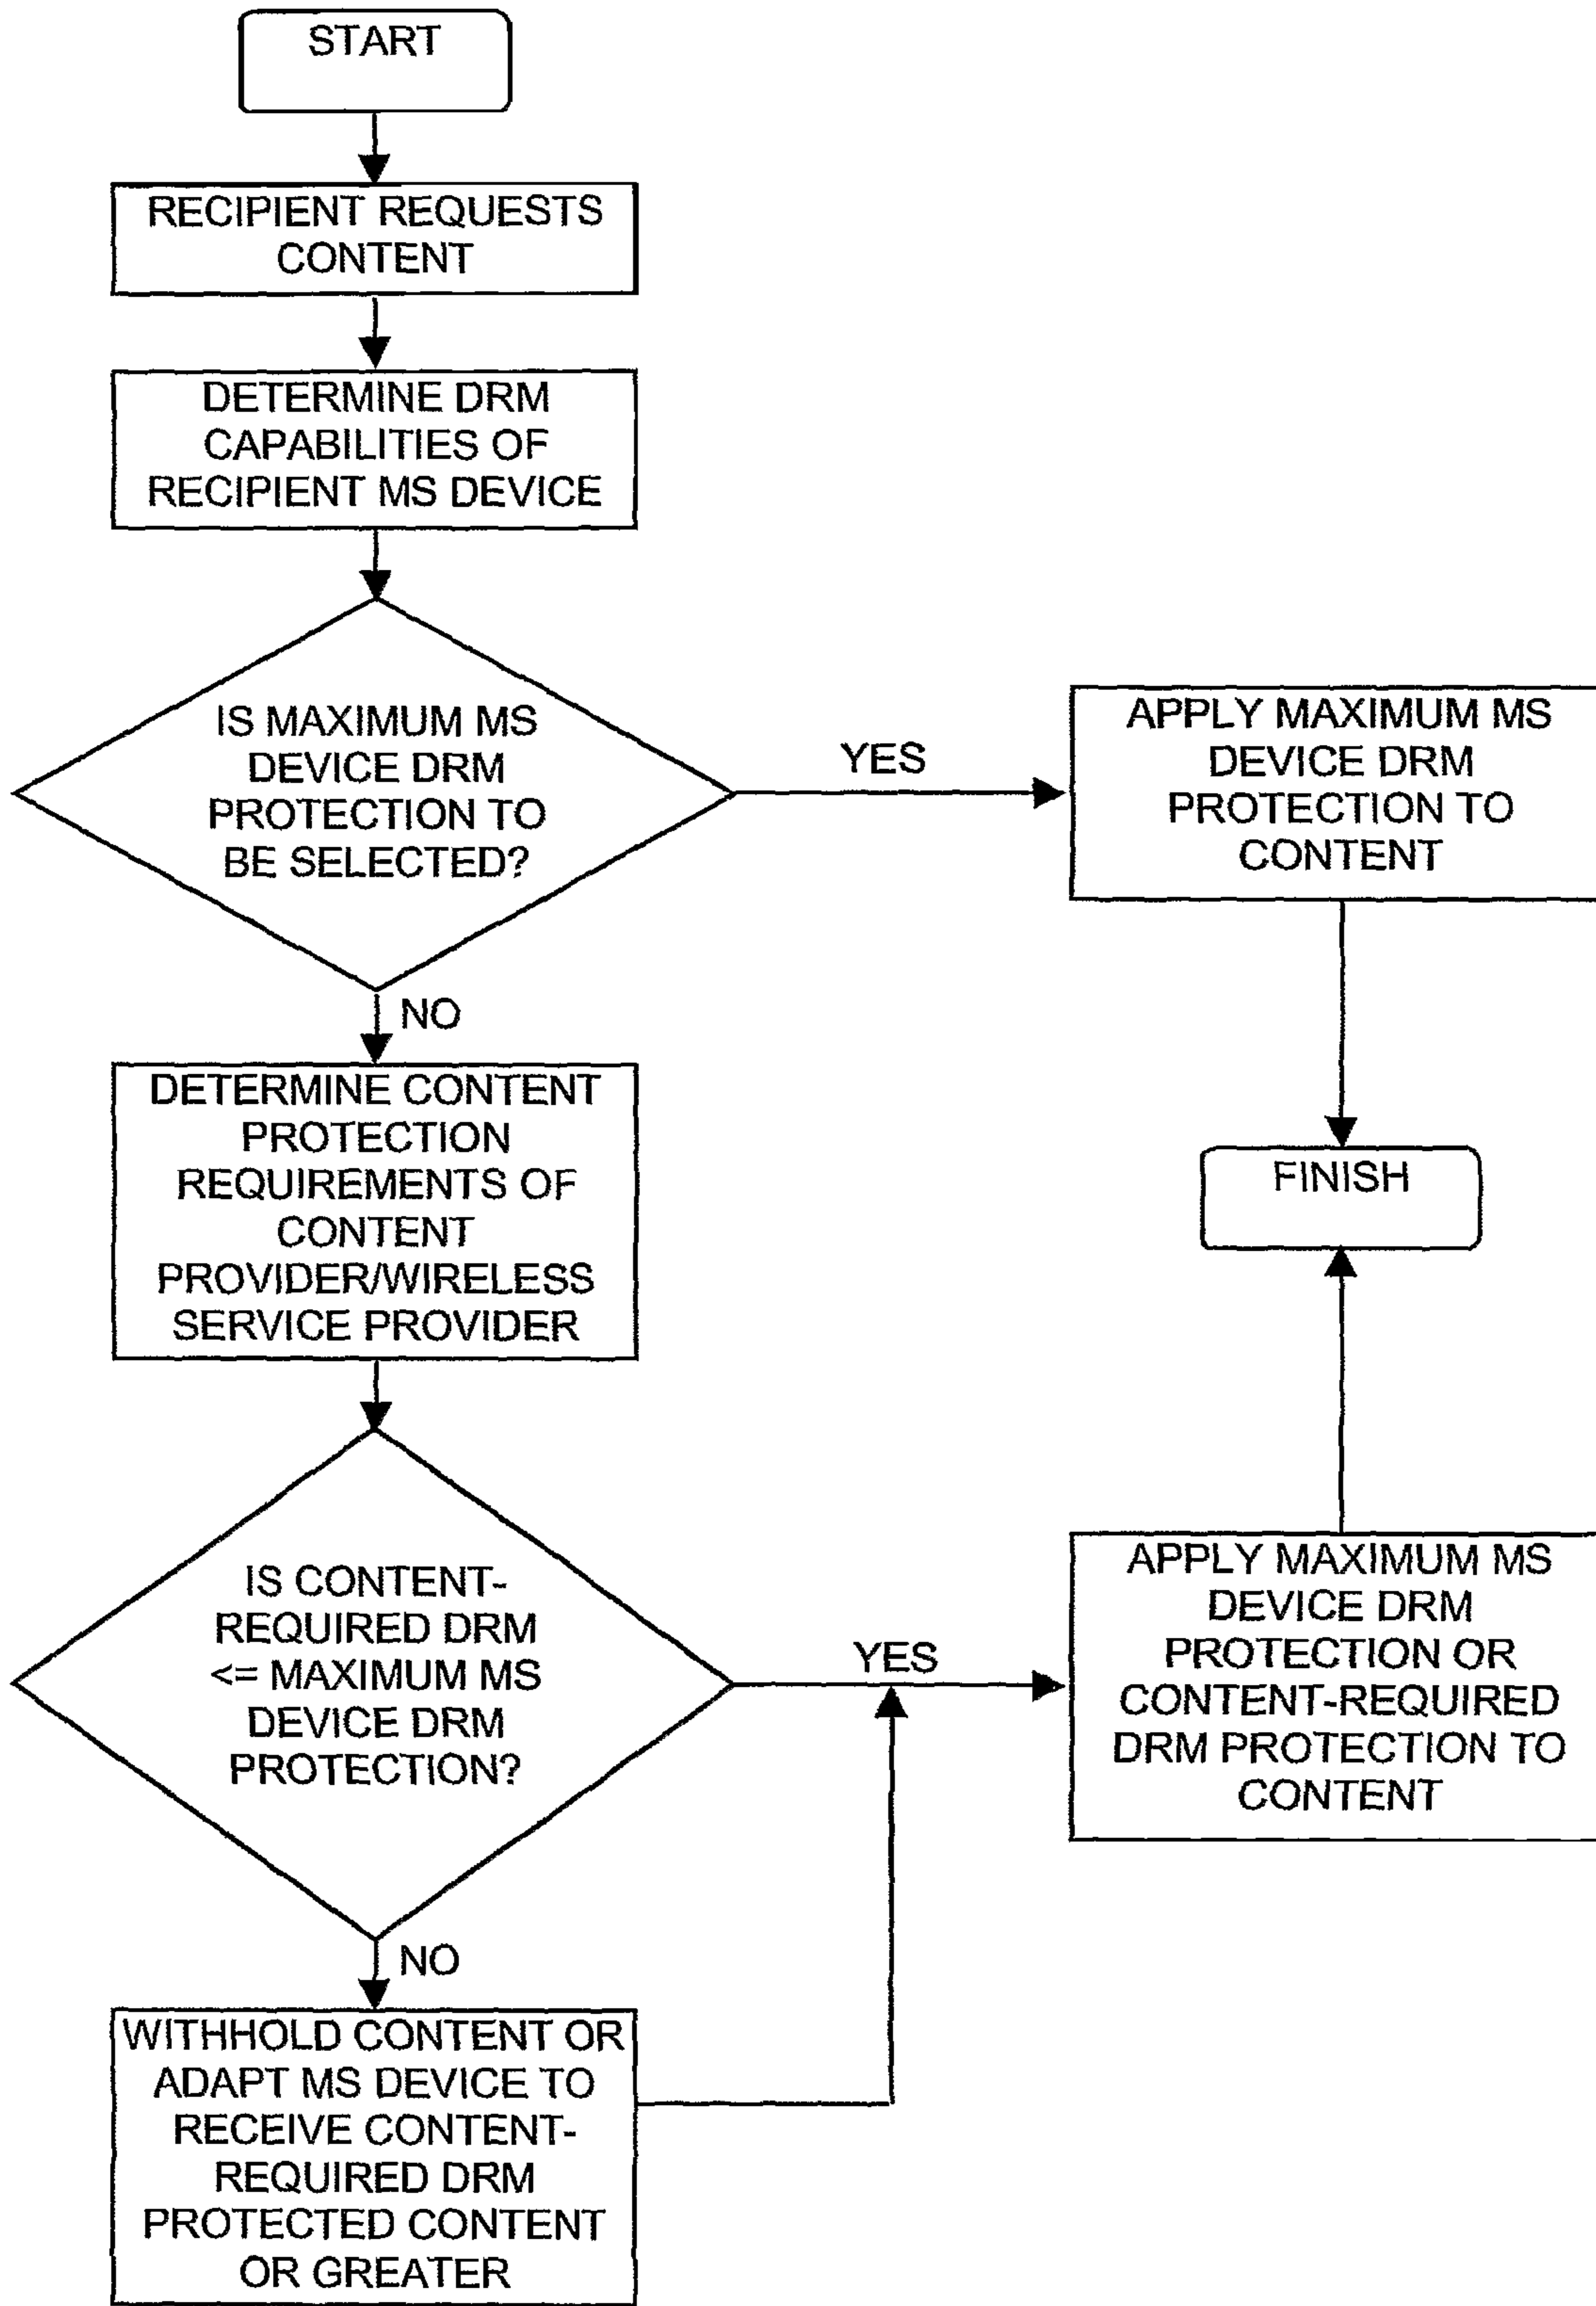 START
RECIPIENT REQUESTS
CONTENT
DETERMINE DRM
CAPABILITIES OF
RECIPIENT MS DEVICE
IS MAXIMUM MS
DEVICE DRM
PROTECTION TO
BE SELECTED?
YES
APPLY MAXIMUM MS
DEVICE DRM
PROTECTION TO
CONTENT
NO
DETERMINE CONTENT
PROTECTION
REQUIREMENTS OF
CONTENT
PROVIDER/WIRELESS
SERVICE PROVIDER
FINISH
IS CONTENT-
REQUIRED DRM
<= MAXIMUM MS
DEVICE DRM
PROTECTION?
YES
APPLY MAXIMUM MS
DEVICE DRM
PROTECTION OR
CONTENT-REQUIRED
DRM PROTECTION TO
CONTENT
NO
WITHHOLD CONTENT OR
ADAPT MS DEVICE TO
RECEIVE CONTENT-
REQUIRED DRM
PROTECTED CONTENT
OR GREATER